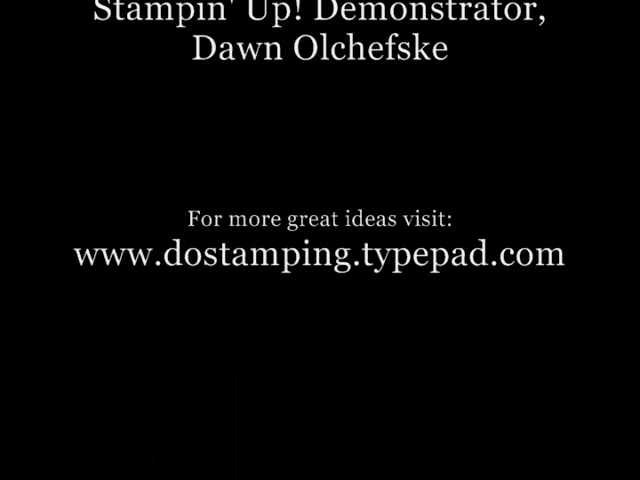 Stampin' Up! Demonstrator,
Dawn Olchefske
For more great ideas visit:
www.dostamping.typepad.com